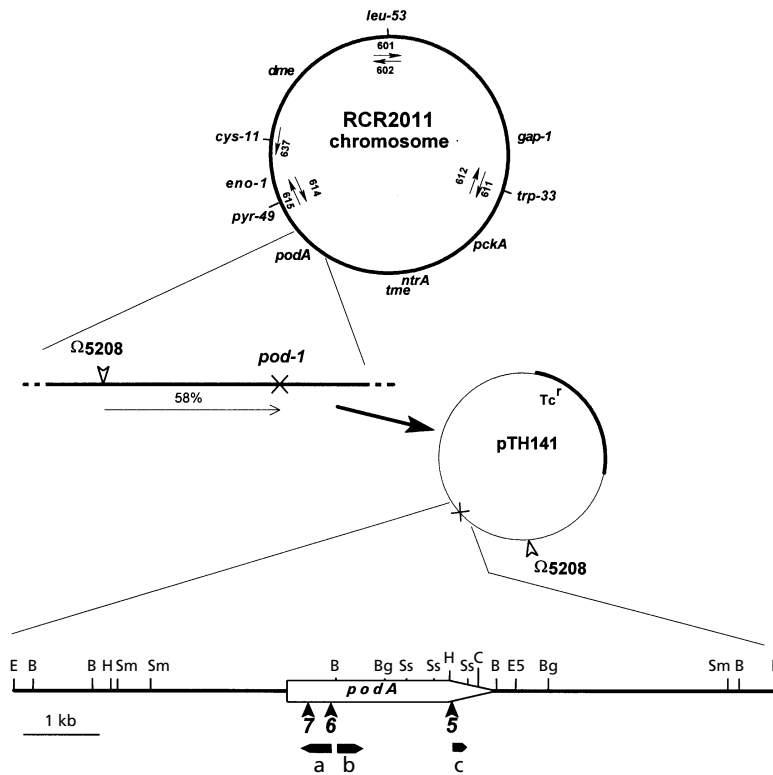 leu-53
601
602
dme
RCR2011
chromosome
cys-11
637
gap-1
eno-1
614
615
612
611
trp-33
pyr-49
podA
pckA
ntrA
tme
Ω5208
pod-1
58%
Tcr
pTH141
Ω5208
E B B H Sm Sm B Bg Ss Ss H Ss C B E5 Bg Sm B
podA
1 kb
7 6 5
a b c